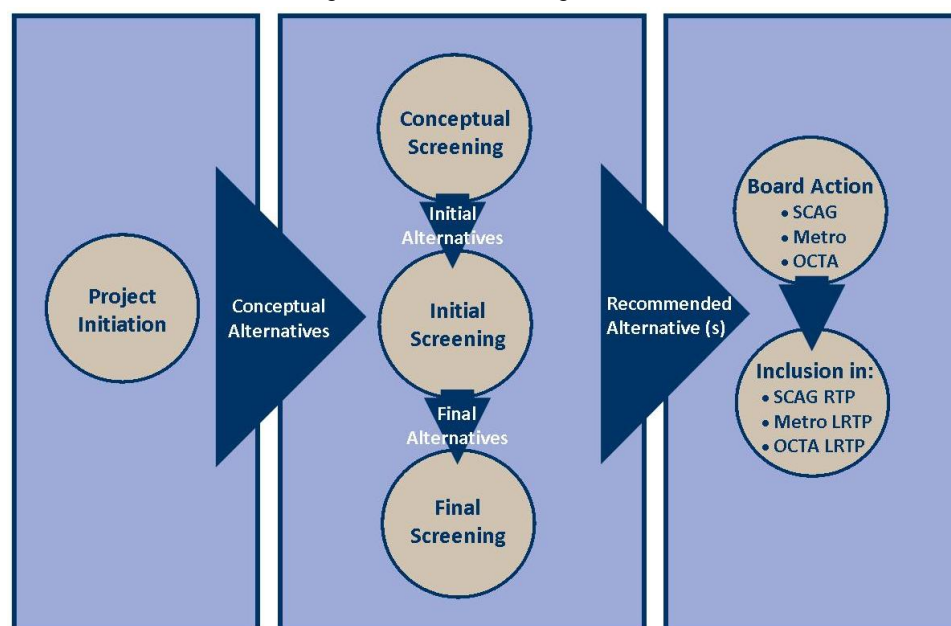 Project
Initiation
Conceptual
Alternatives
Conceptual
Screening
Initial
Alternatives
Initial
Screening
Final
Alternatives
Final
Screening
Recommended
Alternative (s)
Board Action
• SCAG
• Metro
• OCTA
Inclusion in:
• SCAG RTP
• Metro LRTP
• OCTA LRTP